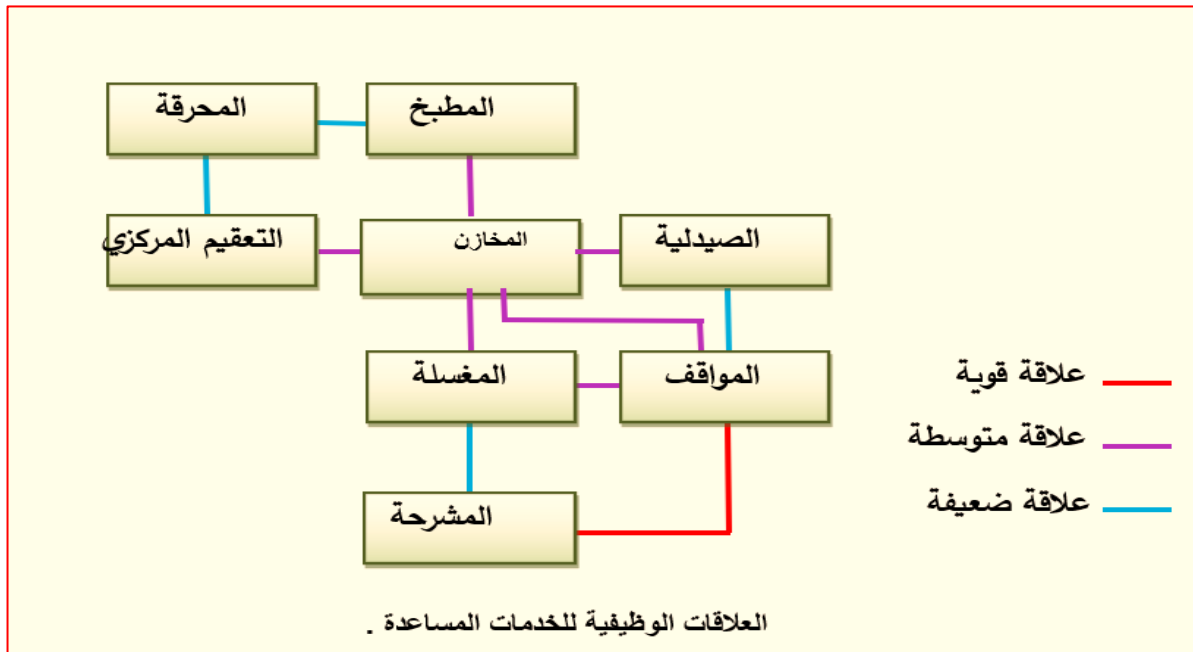 المطبخ
المحرقة
الصيدلية
المخازن
التعقيم المركزي
المواقف
المغسلة
المشرحة
علاقة قوية
علاقة متوسطة
علاقة ضعيفة
العلاقات الوظيفية للخدمات المساعدة .